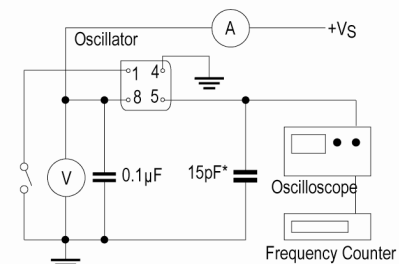 A
+VS
Oscillator
1 4
8 5
V
0.1µF
15pF*
Oscilloscope
Frequency Counter